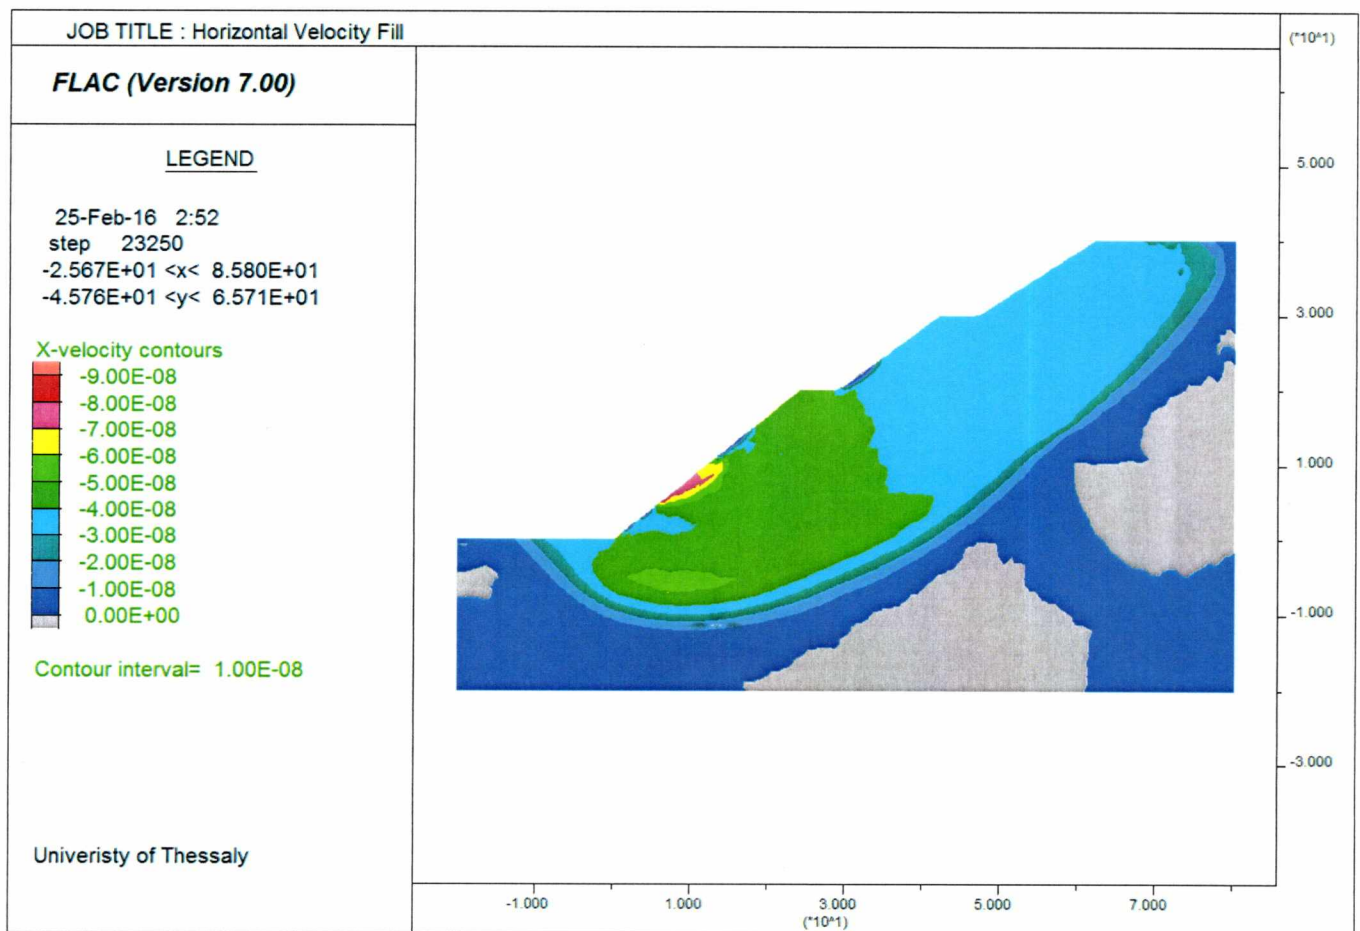 JOB TITLE : Horizontal Velocity Fill
FLAC (Version 7.00)
LEGEND
25-Feb-16 2:52
step 23250
-2.567E+01 <x< 8.580E+01
-4.576E+01 <y< 6.571E+01
X-velocity contours
-9.00E-08
-8.00E-08
-7.00E-08
-6.00E-08
-5.00E-08
-4.00E-08
-3.00E-08
-2.00E-08
-1.00E-08
0.00E+00
Contour interval= 1.00E-08
Univeristy of Thessaly
(*10^1)
5.000
3.000
1.000
-1.000
-3.000
-1.000 1.000 3.000 5.000 7.000
(*10^1)